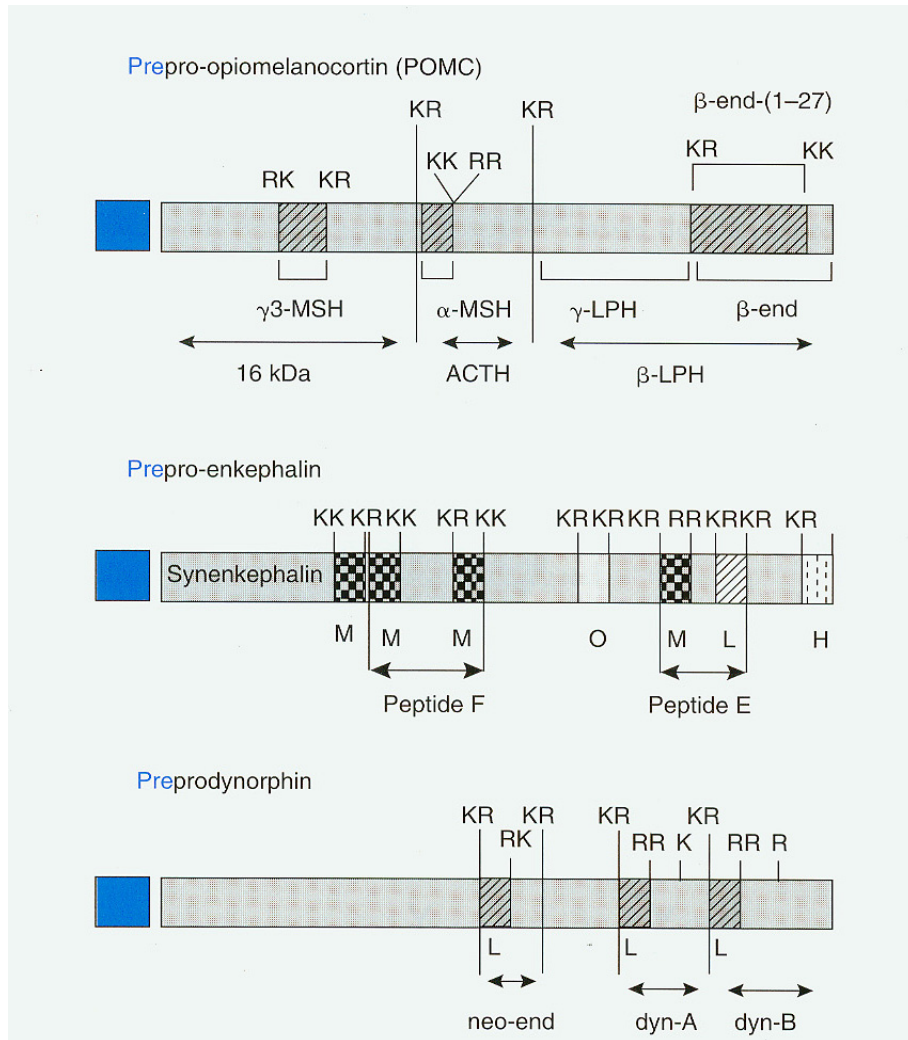 Prepro-opiomelanocortin (POMC)
β-end-(1–27)
KR KR
KR KK
KK RR
RK KR
γ3-MSH α-MSH γ-LPH β-end
16 kDa ACTH β-LPH
Prepro-enkephalin
KK KR KK KR KK KR KR KR RR KR KR KR
Synenkephalin
M M M O M L H
Peptide F Peptide E
Preprodynorphin
KR KR KR KR
RK RR K RR R
L L L
neo-end dyn-A dyn-B